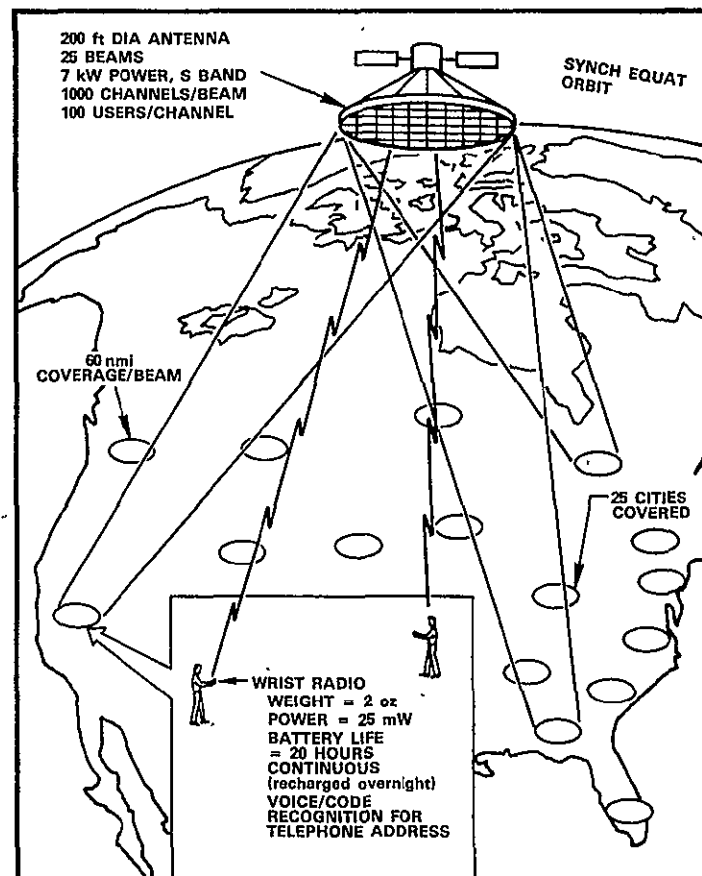 200 ft DIA ANTENNA
25 BEAMS
7 kW POWER, S BAND
1000 CHANNELS/BEAM
100 USERS/CHANNEL
SYNCH EQUAT
ORBIT
60 nmi
COVERAGE/BEAM
25 CITIES
COVERED
WRIST RADIO
WEIGHT = 2 oz
POWER = 25 mW
BATTERY LIFE
= 20 HOURS
CONTINUOUS
(recharged overnight)
VOICE/CODE
RECOGNITION FOR
TELEPHONE ADDRESS